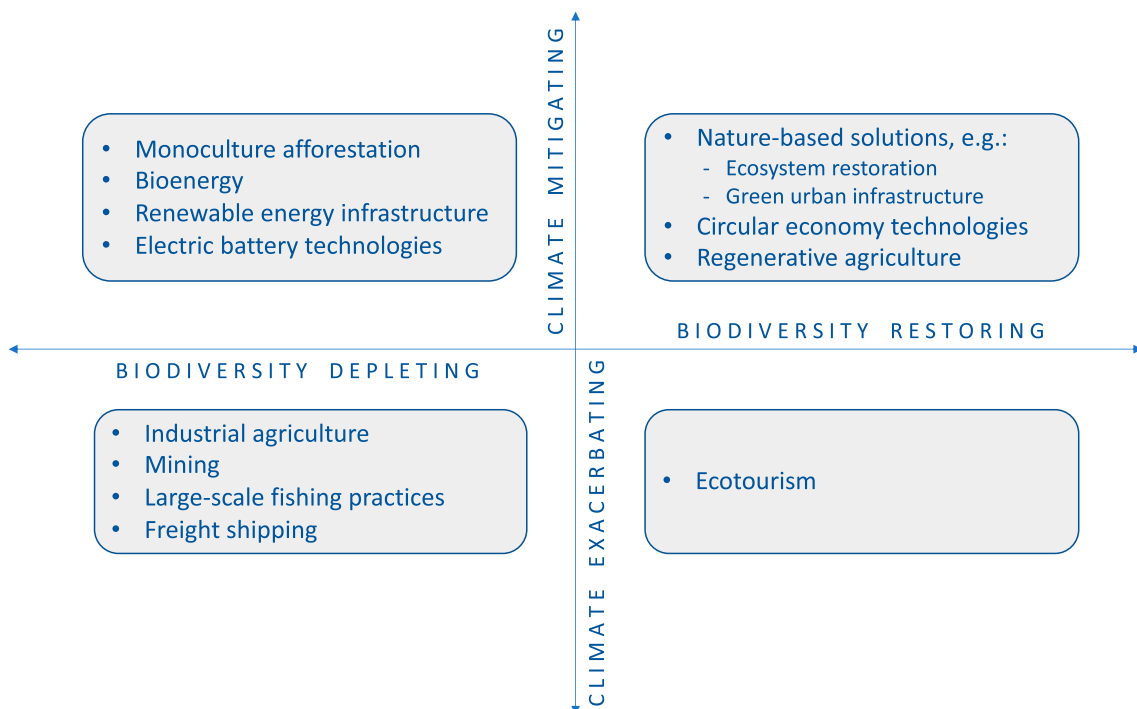 CLIMATE MITIGATING
• Monoculture afforestation
• Bioenergy
• Renewable energy infrastructure
• Electric battery technologies
• Nature-based solutions, e.g.:
- Ecosystem restoration
- Green urban infrastructure
• Circular economy technologies
• Regenerative agriculture
BIODIVERSITY RESTORING
BIODIVERSITY DEPLETING
CLIMATE EXACERBATING
• Industrial agriculture
• Mining
• Large-scale fishing practices
• Freight shipping
• Ecotourism